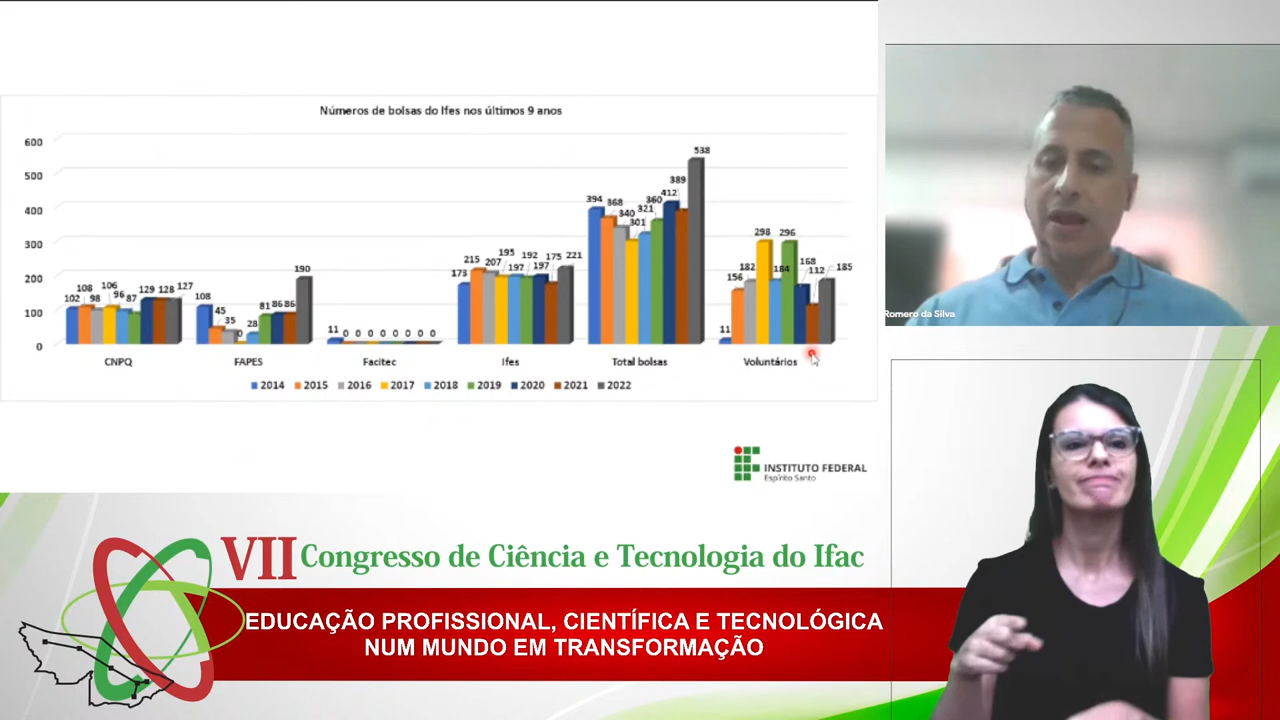 Números de bolsas do Ifes nos últimos 9 anos
600
500
400
300
200
100
0
102 108 98 106 96 87 129 128 127
108 45 35 0 28 81 86 86 190
11 0 0 0 0 0 0 0 0
173 215 207 195 197 192 197 175 221
394 368 340 301 321 360 412 389 538
11 156 182 298 184 296 168 112 185
CNPQ FAPES Facitec Ifes Total bolsas Voluntários
2014 2015 2016 2017 2018 2019 2020 2021 2022
INSTITUTO FEDERAL
Espírito Santo
Romero da Silva
VII Congresso de Ciência e Tecnologia do Ifac
EDUCAÇÃO PROFISSIONAL, CIENTÍFICA E TECNOLÓGICA
NUM MUNDO EM TRANSFORMAÇÃO